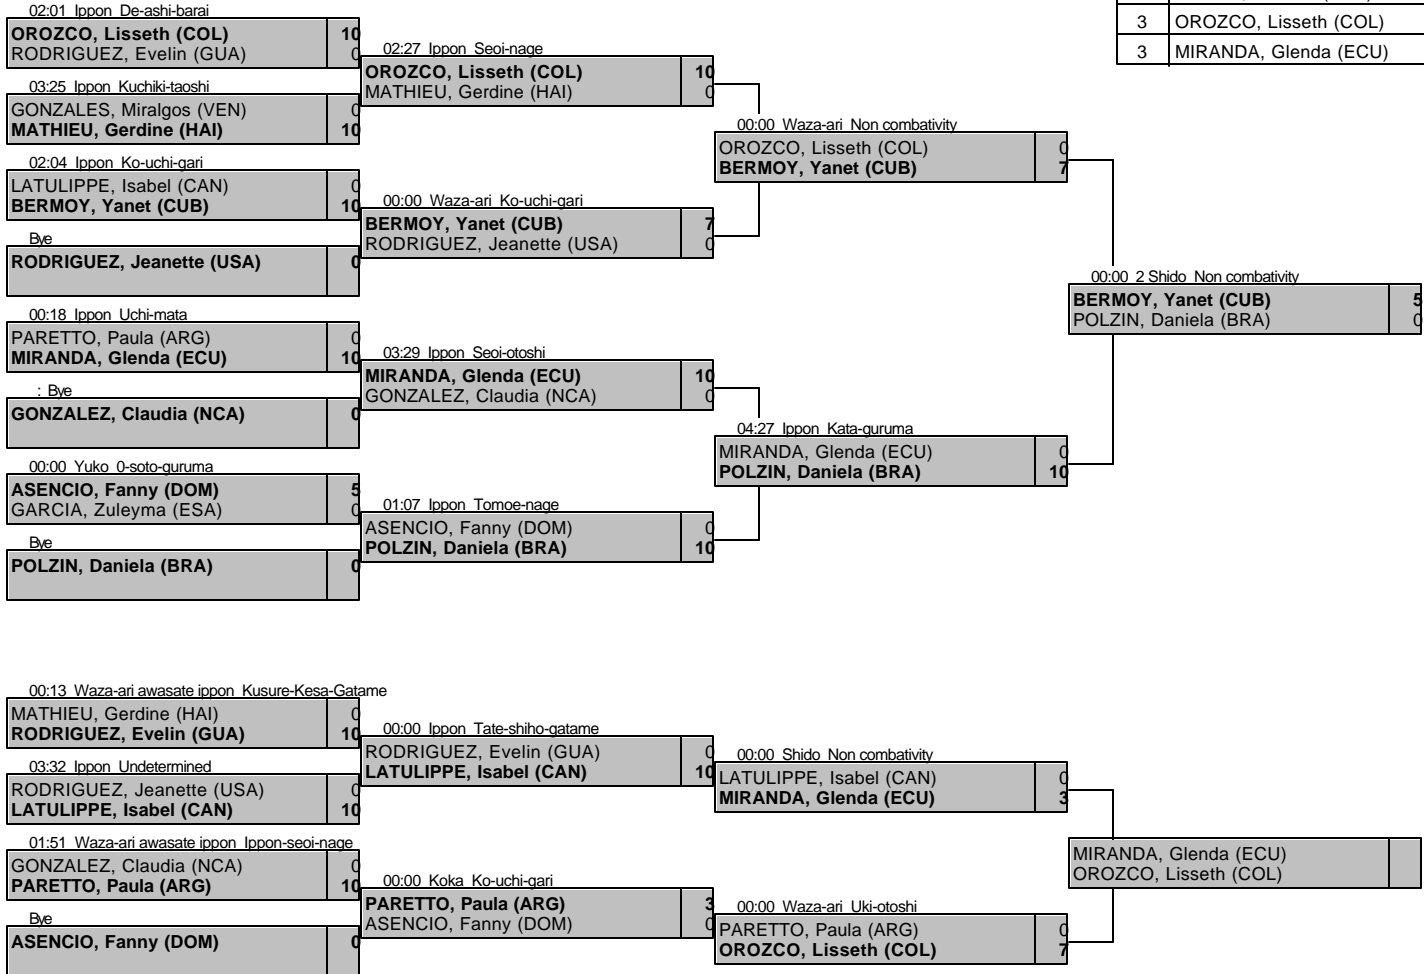 3 OROZCO, Lisseth (COL)
3 MIRANDA, Glenda (ECU)
02:01 Ippon De-ashi-barai
OROZCO, Lisseth (COL) 10
RODRIGUEZ, Evelin (GUA) 0
03:25 Ippon Kuchiki-taoshi
GONZALES, Miralgos (VEN) 0
MATHIEU, Gerdine (HAI) 10
02:04 Ippon Ko-uchi-gari
LATULIPPE, Isabel (CAN) 0
BERMOY, Yanet (CUB) 10
Bye
RODRIGUEZ, Jeanette (USA) 0
00:18 Ippon Uchi-mata
PARETTO, Paula (ARG) 0
MIRANDA, Glenda (ECU) 10
: Bye
GONZALEZ, Claudia (NCA) 0
00:00 Yuko 0-soto-guruma
ASENCIO, Fanny (DOM) 5
GARCIA, Zuleyma (ESA) 0
Bye
POLZIN, Daniela (BRA) 0
02:27 Ippon Seoi-nage
OROZCO, Lisseth (COL) 10
MATHIEU, Gerdine (HAI) 0
00:00 Waza-ari Ko-uchi-gari
BERMOY, Yanet (CUB) 7
RODRIGUEZ, Jeanette (USA) 0
03:29 Ippon Seoi-otoshi
MIRANDA, Glenda (ECU) 10
GONZALEZ, Claudia (NCA) 0
01:07 Ippon Tomoe-nage
ASENCIO, Fanny (DOM) 0
POLZIN, Daniela (BRA) 10
00:00 Waza-ari Non combativity
OROZCO, Lisseth (COL) 0
BERMOY, Yanet (CUB) 7
04:27 Ippon Kata-guruma
MIRANDA, Glenda (ECU) 0
POLZIN, Daniela (BRA) 10
00:00 2 Shido Non combativity
BERMOY, Yanet (CUB) 5
POLZIN, Daniela (BRA) 0
00:13 Waza-ari awasate ippon Kusure-Kesa-Gatame
MATHIEU, Gerdine (HAI) 0
RODRIGUEZ, Evelin (GUA) 10
03:32 Ippon Undetermined
RODRIGUEZ, Jeanette (USA) 0
LATULIPPE, Isabel (CAN) 10
01:51 Waza-ari awasate ippon Ippon-seoi-nage
GONZALEZ, Claudia (NCA) 0
PARETTO, Paula (ARG) 10
Bye
ASENCIO, Fanny (DOM) 0
00:00 Ippon Tate-shiho-gatame
RODRIGUEZ, Evelin (GUA) 0
LATULIPPE, Isabel (CAN) 10
00:00 Koka Ko-uchi-gari
PARETTO, Paula (ARG) 3
ASENCIO, Fanny (DOM) 0
00:00 Shido Non combativity
LATULIPPE, Isabel (CAN) 0
MIRANDA, Glenda (ECU) 3
00:00 Waza-ari Uki-otoshi
PARETTO, Paula (ARG) 0
OROZCO, Lisseth (COL) 7
MIRANDA, Glenda (ECU)
OROZCO, Lisseth (COL)